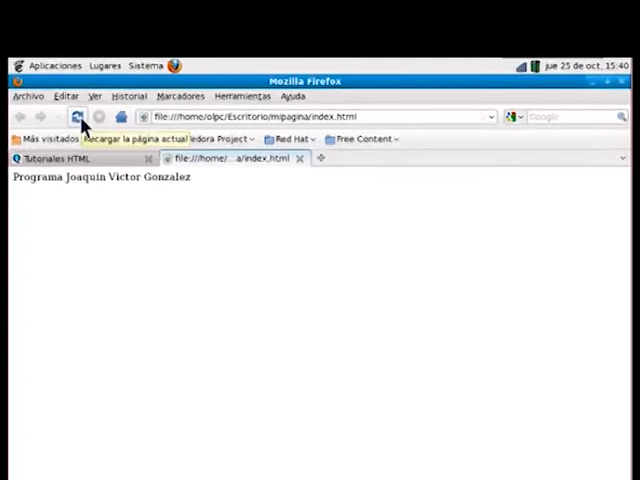 Aplicaciones Lugares Sistema jue 25 de oct, 15:40
Mozilla Firefox
Archivo Editar Ver Historial Marcadores Herramientas Ayuda
file:///home/olpc/Escritorio/mipagina/index.html Google
Más visitados Recargar la página actual edora Project Red Hat Free Content
Tutoriales HTML file:///home/...a/index.html
Programa Joaquin Victor Gonzalez